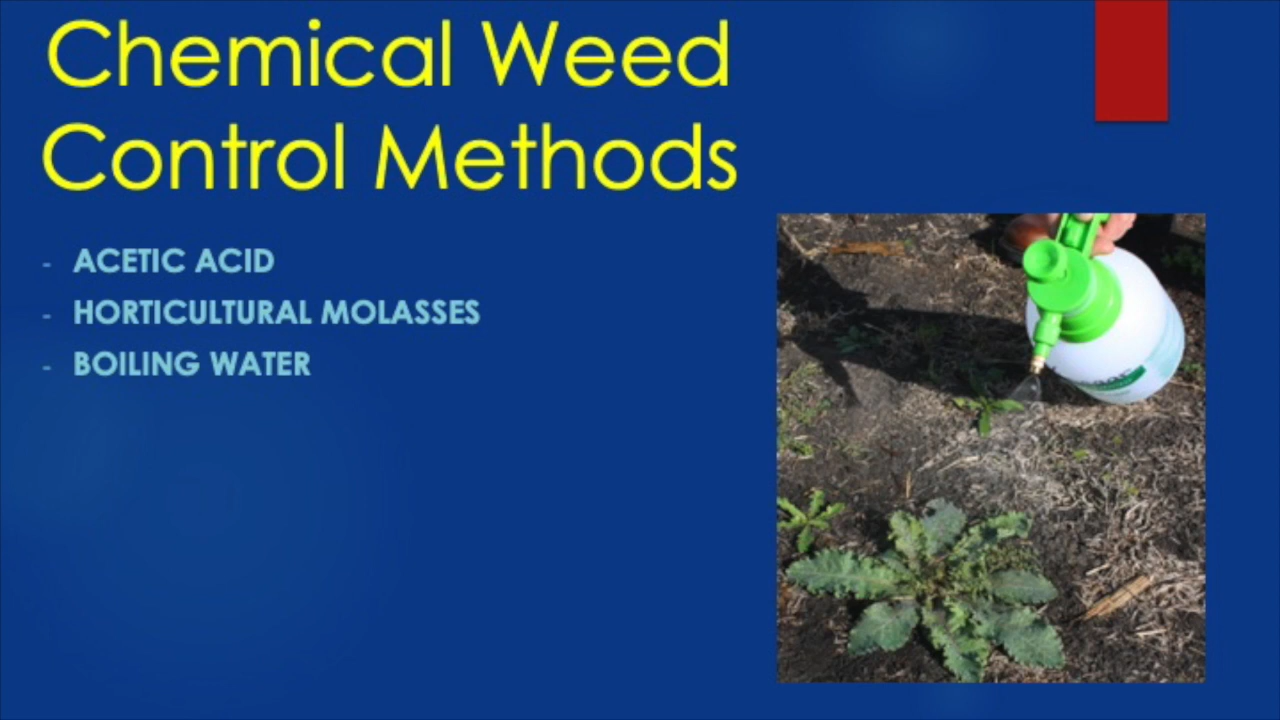 Chemical Weed
Control Methods
- ACETIC ACID
- HORTICULTURAL MOLASSES
- BOILING WATER